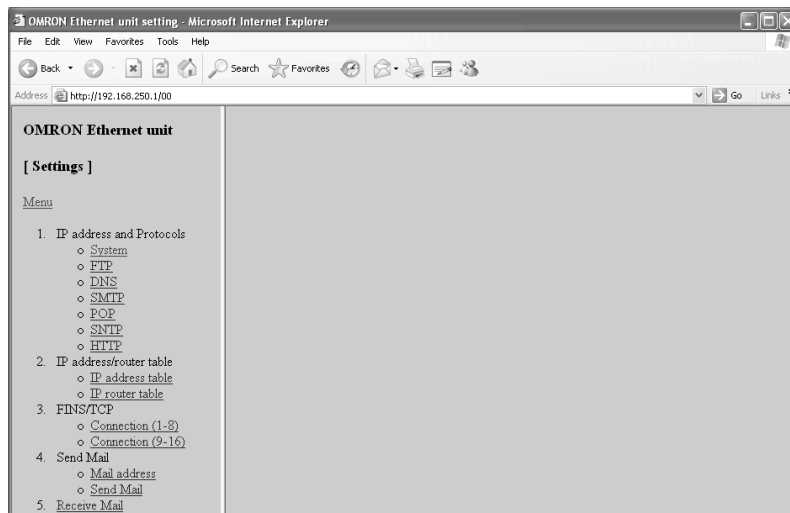 OMRON Ethernet unit setting - Microsoft Internet Explorer
File Edit View Favorites Tools Help
Back Search Favorites
Address http://192.168.250.1/00 Go Links
OMRON Ethernet unit
[ Settings ]
Menu
1. IP address and Protocols
System
FTP
DNS
SMTP
POP
SNTP
HTTP
2. IP address/router table
IP address table
IP router table
3. FINS/TCP
Connection (1-8)
Connection (9-16)
4. Send Mail
Mail address
Send Mail
5. Receive Mail